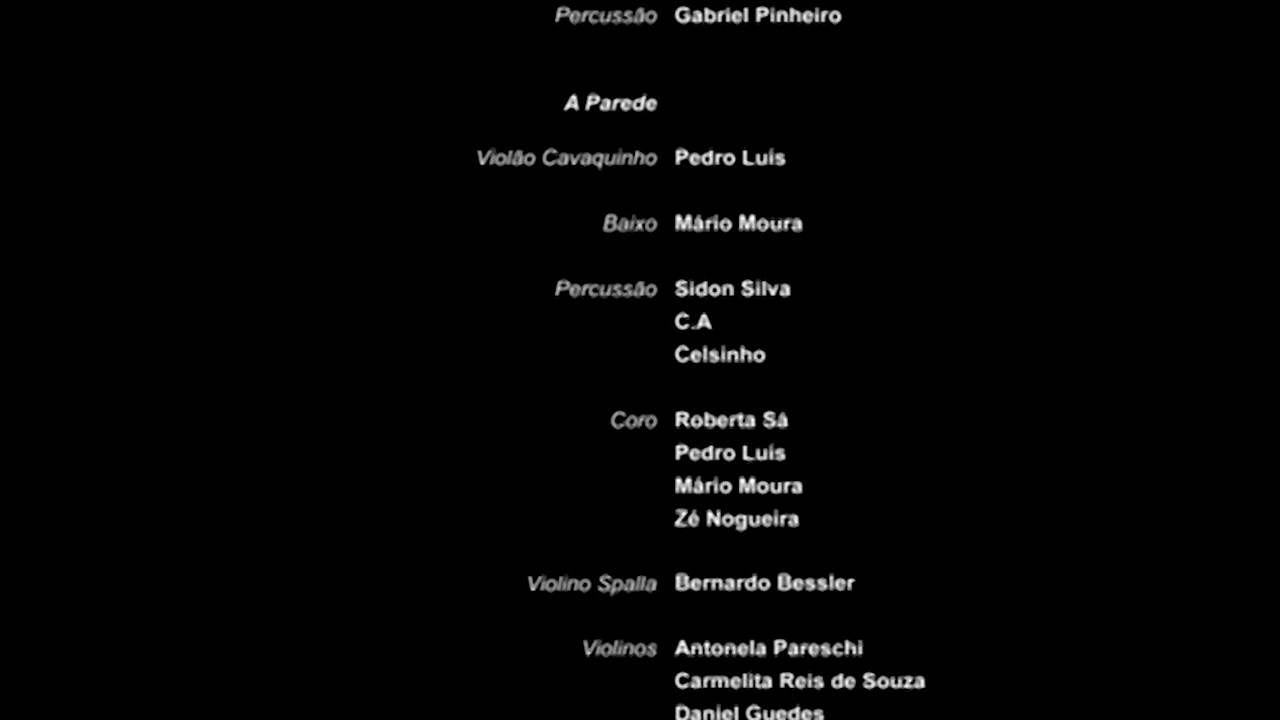 Percussão Gabriel Pinheiro
A Parede
Violão Cavaquinho Pedro Luís
Baixo Mário Moura
Percussão Sidon Silva
C.A
Celsinho
Coro Roberta Sá
Pedro Luís
Mário Moura
Zé Nogueira
Violino Spalla Bernardo Bessler
Violinos Antonela Pareschi
Carmelita Reis de Souza
Daniel Guedes